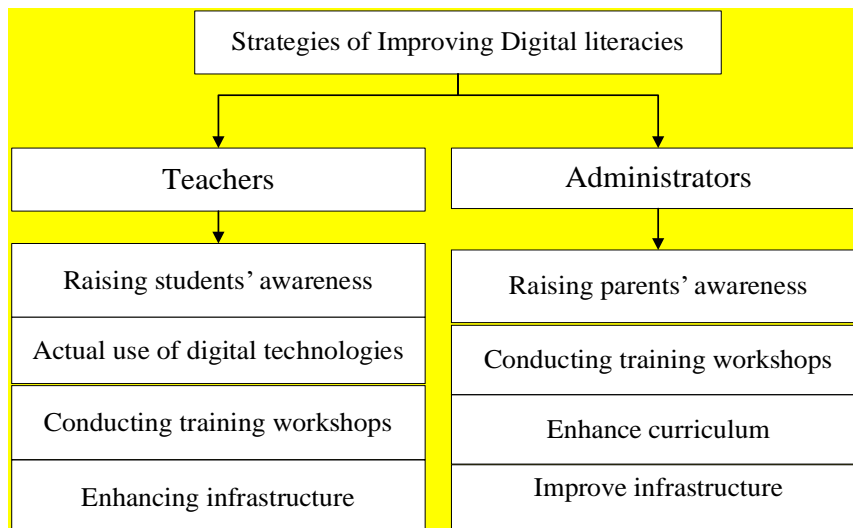 Strategies of Improving Digital literacies
Teachers
Raising students’ awareness
Actual use of digital technologies
Conducting training workshops
Enhancing infrastructure
Administrators
Raising parents’ awareness
Conducting training workshops
Enhance curriculum
Improve infrastructure